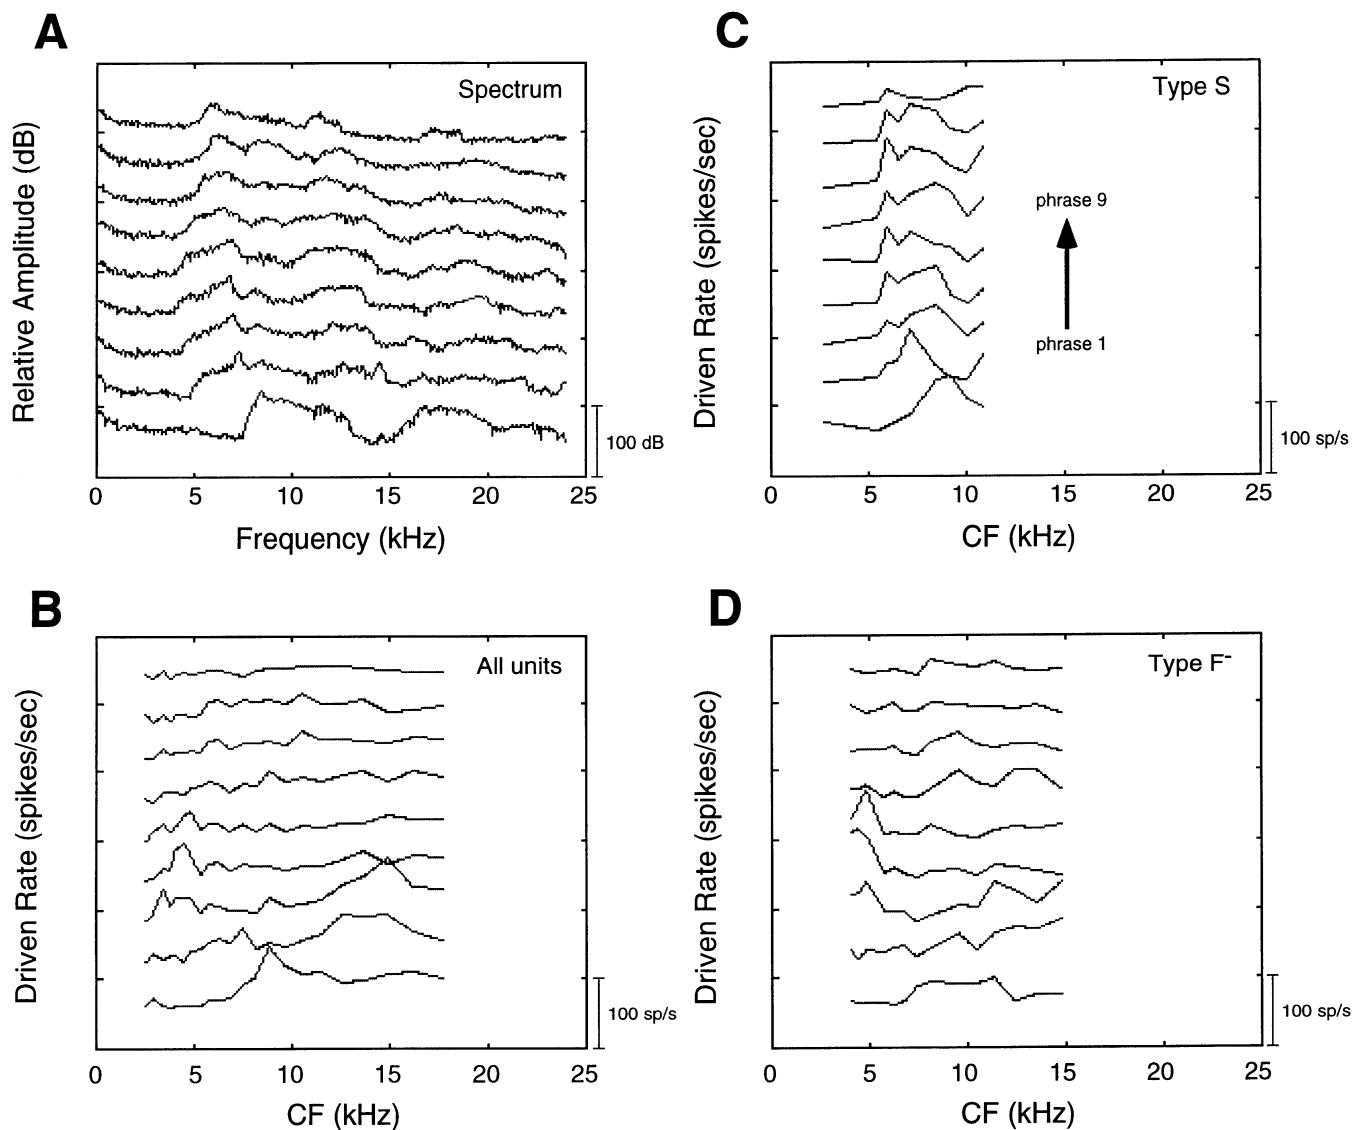 A
Spectrum
Relative Amplitude (dB)
100 dB
0 5 10 15 20 25
Frequency (kHz)
C
Type S
Driven Rate (spikes/sec)
phrase 9
phrase 1
100 sp/s
0 5 10 15 20 25
CF (kHz)
B
All units
Driven Rate (spikes/sec)
100 sp/s
0 5 10 15 20 25
CF (kHz)
D
Type F-
Driven Rate (spikes/sec)
100 sp/s
0 5 10 15 20 25
CF (kHz)